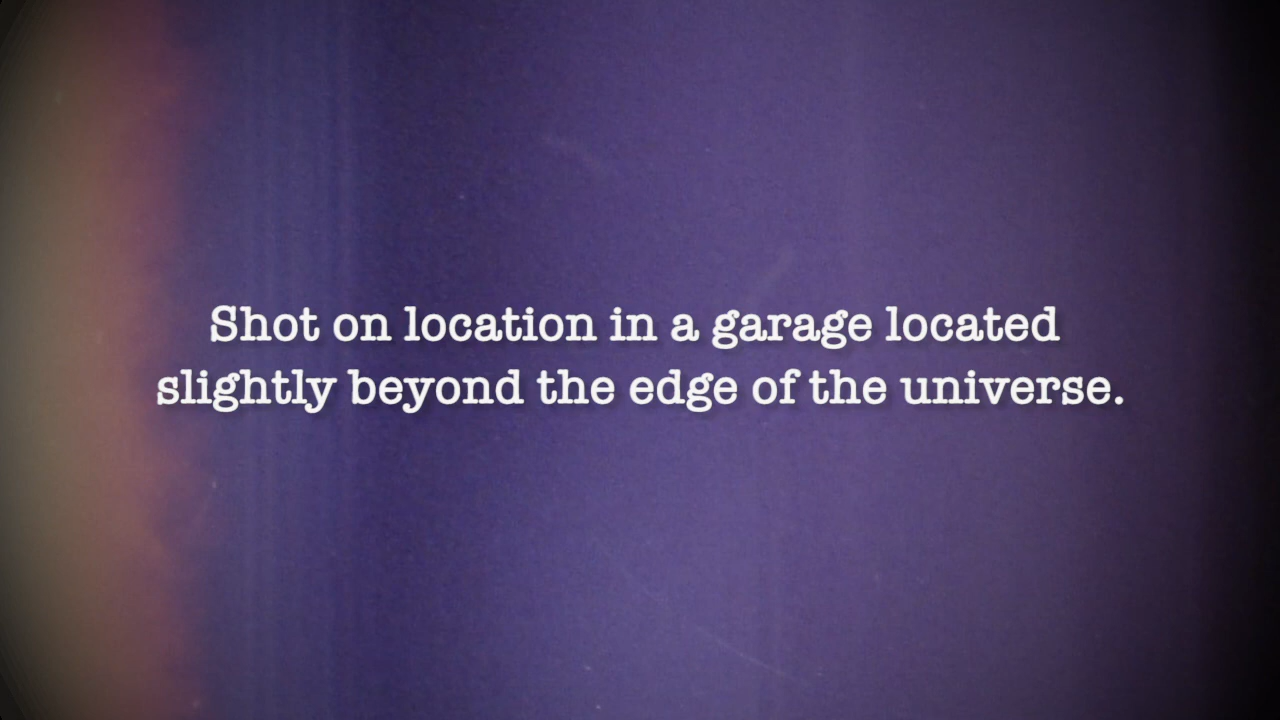 Shot on location in a garage located
slightly beyond the edge of the universe.